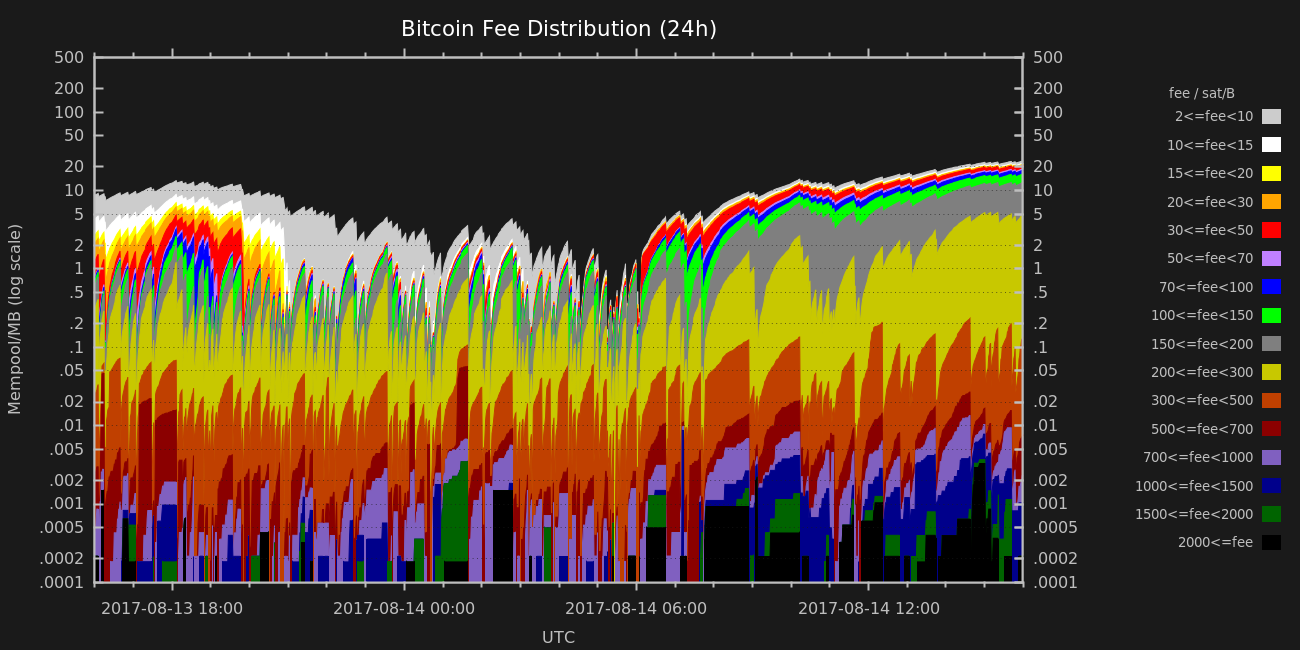 Bitcoin Fee Distribution (24h)
Mempool/MB (log scale)
500
200
100
50
20
10
5
2
1
.5
.2
.1
.05
.02
.01
.005
.002
.001
.0005
.0002
.0001
500
200
100
50
20
10
5
2
1
.5
.2
.1
.05
.02
.01
.005
.002
.001
.0005
.0002
.0001
2017-08-13 18:00
2017-08-14 00:00
2017-08-14 06:00
2017-08-14 12:00
UTC
fee / sat/B
2<=fee<10
10<=fee<15
15<=fee<20
20<=fee<30
30<=fee<50
50<=fee<70
70<=fee<100
100<=fee<150
150<=fee<200
200<=fee<300
300<=fee<500
500<=fee<700
700<=fee<1000
1000<=fee<1500
1500<=fee<2000
2000<=fee